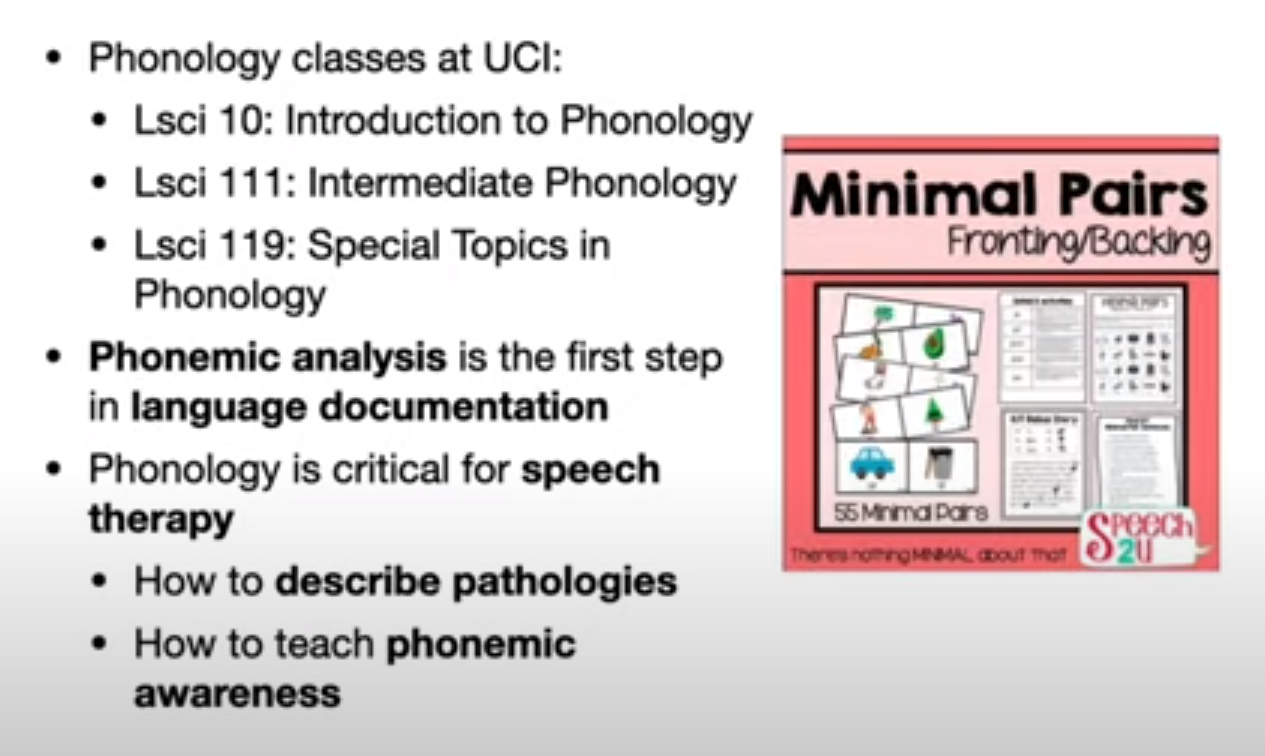 • Phonology classes at UCI:
• Lsci 10: Introduction to Phonology
• Lsci 111: Intermediate Phonology
• Lsci 119: Special Topics in
Phonology
• Phonemic analysis is the first step
in language documentation
• Phonology is critical for speech
therapy
• How to describe pathologies
• How to teach phonemic
awareness
Minimal Pairs
Fronting/Backing
55 Minimal Pairs
There's nothing MINIMAL about that
SPEECH
2U